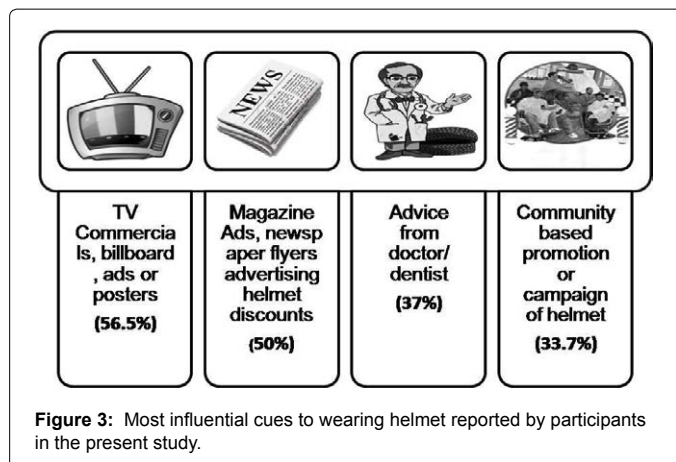 NEWS
TV
Commercia
ls, billboard
, ads or
posters
(56.5%)
Magazine
Ads, newsp
aper flyers
advertising
helmet
discounts
(50%)
Advice
from
doctor/
dentist
(37%)
Community
based
promotion
or
campaign
of helmet
(33.7%)
Figure 3: Most influential cues to wearing helmet reported by participants
in the present study.